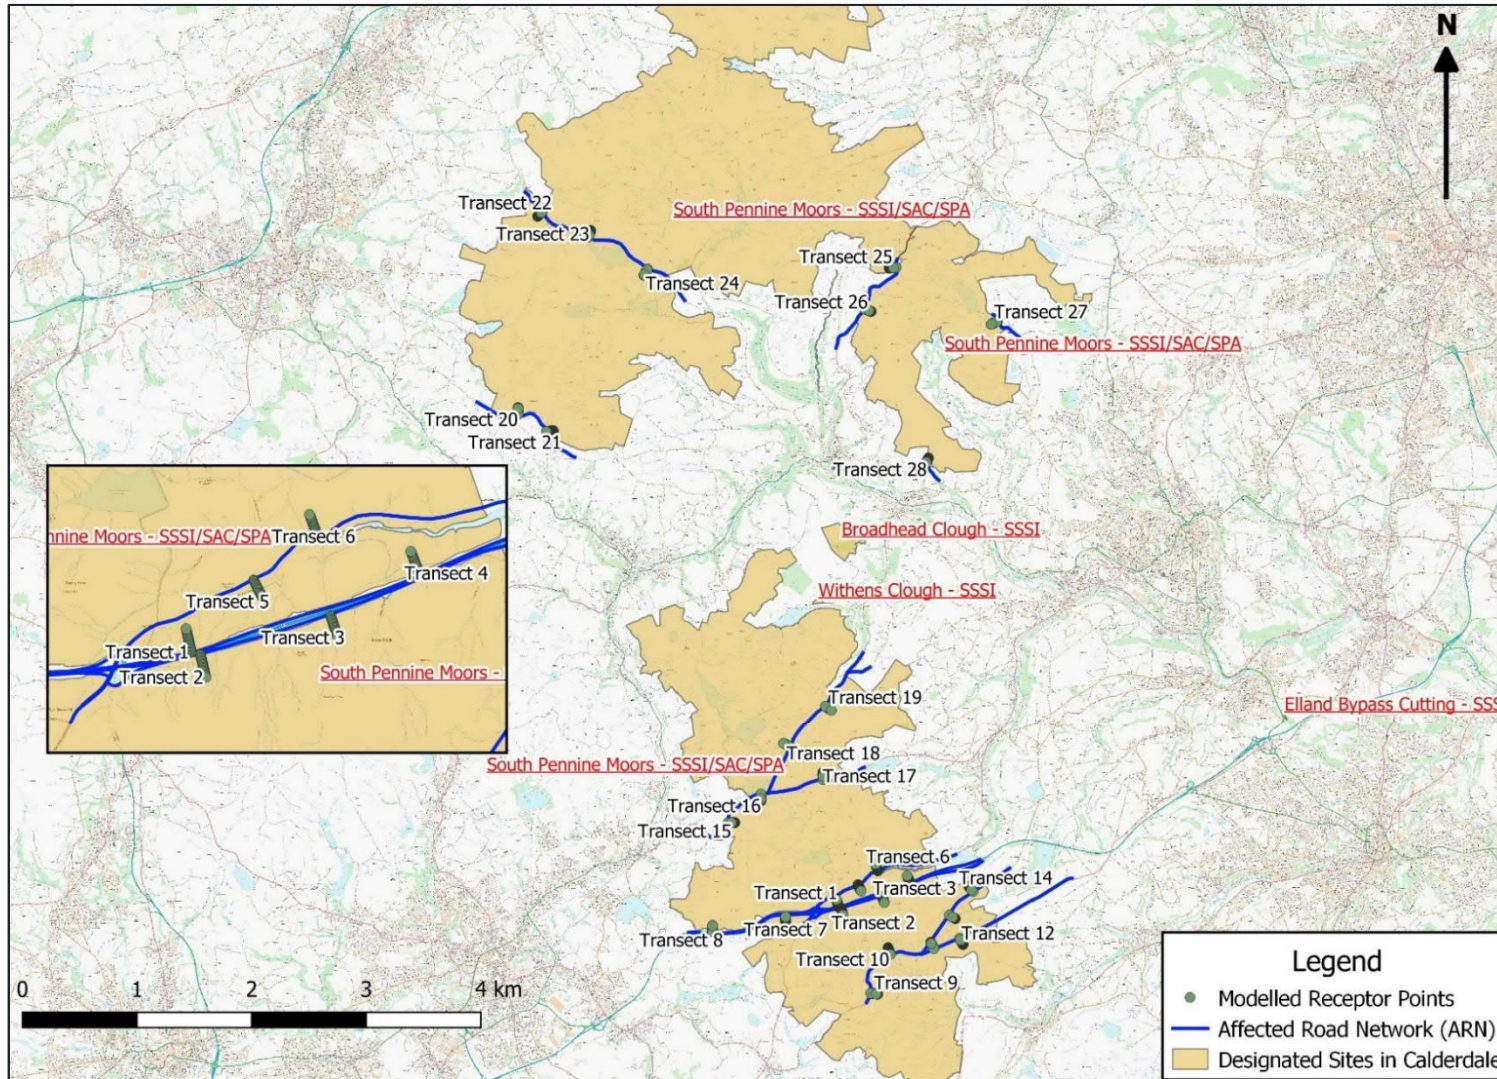 N
Transect 22
South Pennine Moors - SSSI/SAC/SPA
Transect 23
Transect 25
Transect 24
Transect 26
Transect 27
South Pennine Moors - SSSI/SAC/SPA
Transect 20
Transect 21
Transect 28
Broadhead Clough - SSSI
nnine Moors - SSSI/SAC/SPA
Transect 6
Transect 4
Transect 5
Transect 3
Transect 1
Transect 2
South Pennine Moors -
Withens Clough - SSSI
Transect 19
Elland Bypass Cutting - SSS
Transect 18
South Pennine Moors - SSSI/SAC/SPA
Transect 17
Transect 16
Transect 15
Transect 6
Transect 14
Transect 1
Transect 3
Transect 2
Transect 7
Transect 8
Transect 12
Transect 10
Transect 9
0 1 2 3 4 km
Legend
Modelled Receptor Points
Affected Road Network (ARN)
Designated Sites in Calderdale